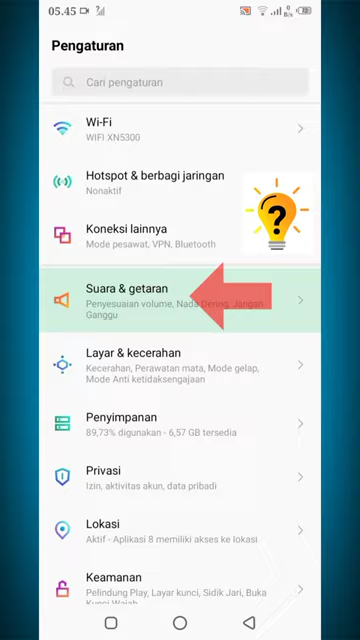 05.45
B/s
Pengaturan
Cari pengaturan
Wi-Fi
WIFI XN5300
Hotspot & berbagi jaringan
Nonaktif
?
Koneksi lainnya
Mode pesawat, VPN, Bluetooth
Suara & getaran
Penyesuaian volume, Nada Dering, Jangan
Ganggu
Layar & kecerahan
Kecerahan, Perawatan mata, Mode gelap,
Mode Anti ketidaksengajaan
Penyimpanan
89,73% digunakan - 6,57 GB tersedia
Privasi
Izin, aktivitas akun, data pribadi
Lokasi
Aktif - Aplikasi 8 memiliki akses ke lokasi
Keamanan
Pelindung Play, Layar kunci, Sidik Jari, Buka
Kunci Wajah